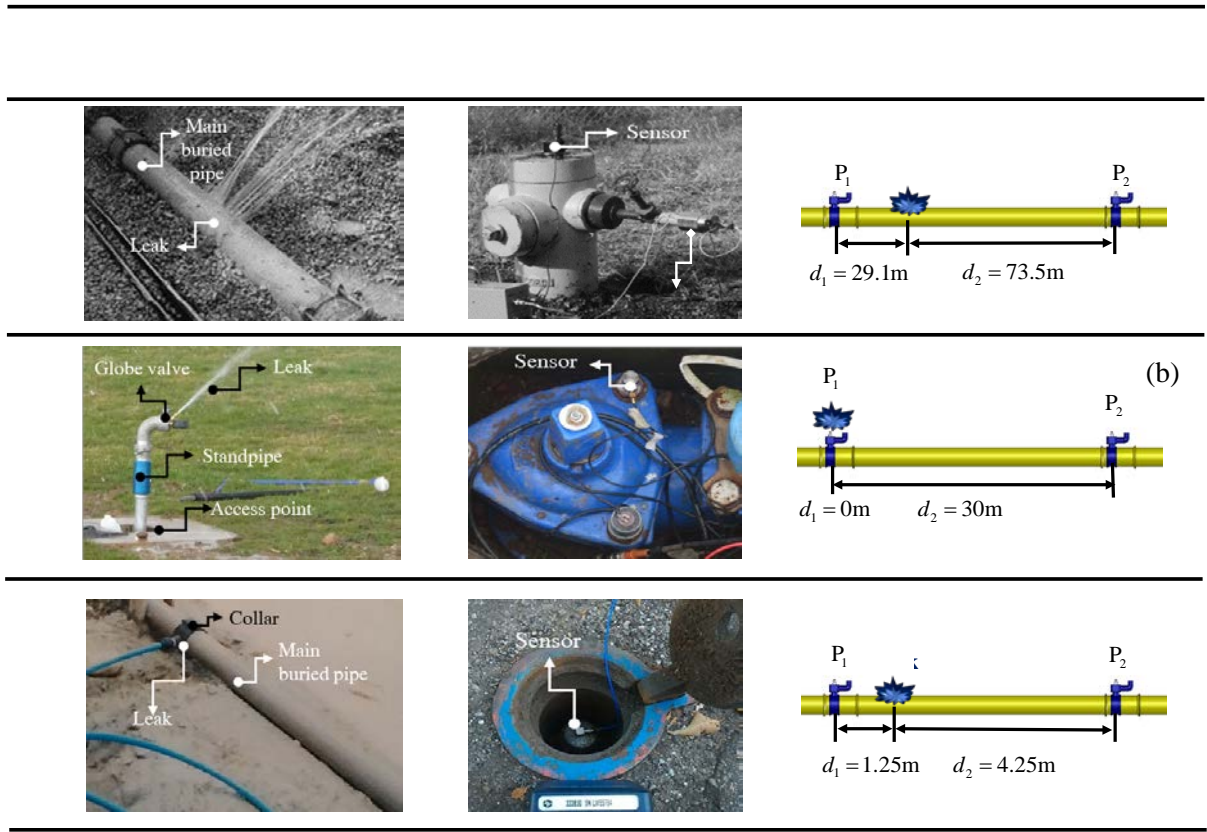 Main
buried
pipe
Leak
Sensor
P₁
P₂
d₁ = 29.1m
d₂ = 73.5m
Globe valve
Leak
Standpipe
Access point
Sensor
(b)
P₁
P₂
d₁ = 0m
d₂ = 30m
Collar
Main
buried pipe
Leak
Sensor
P₁
P₂
d₁ = 1.25m
d₂ = 4.25m